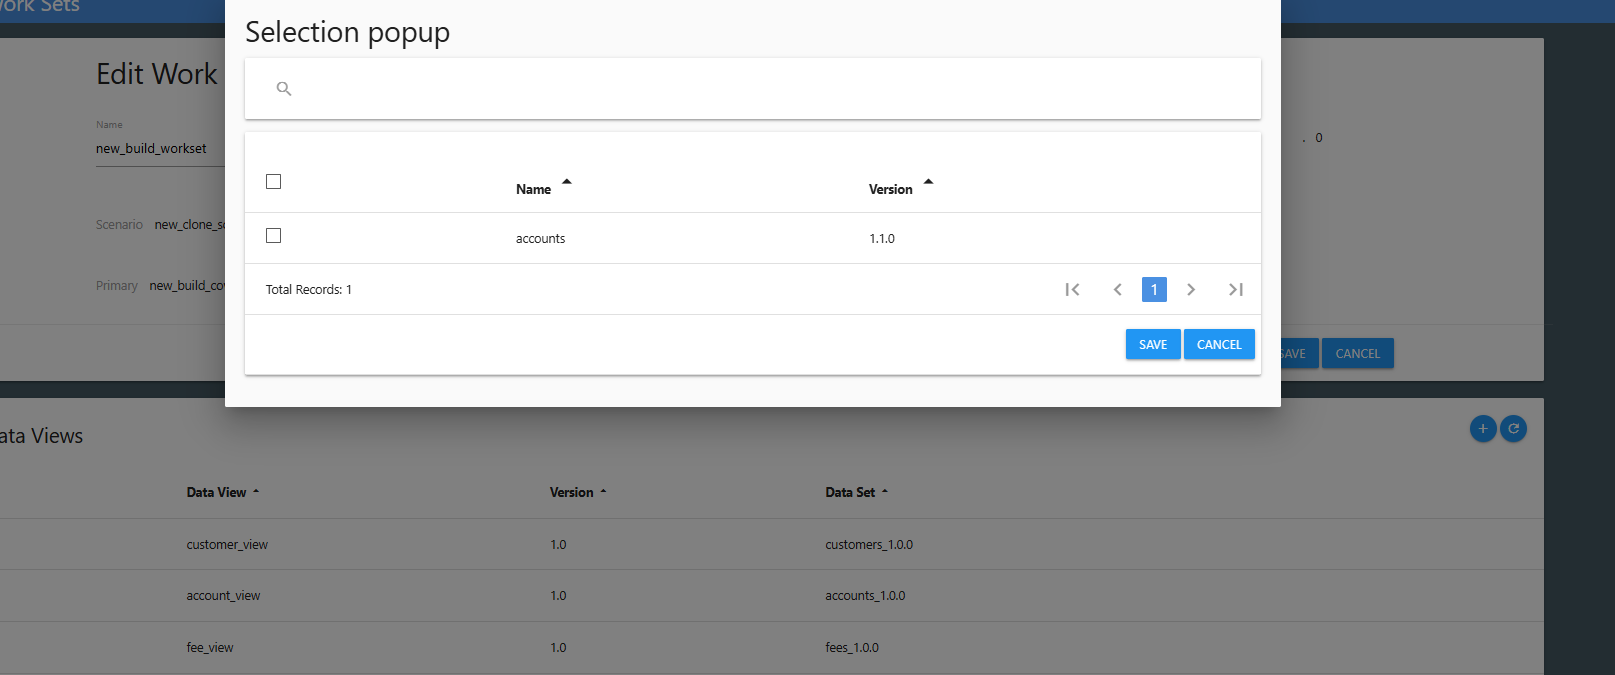 Work Sets
Selection popup
Edit Work
Name
new_build_workset
. 0
Name Version
accounts 1.1.0
Scenario new_clone_sc
Primary new_build_co
Total Records: 1 1
SAVE CANCEL
SAVE CANCEL
ata Views
Data View Version Data Set
customer_view 1.0 customers_1.0.0
account_view 1.0 accounts_1.0.0
fee_view 1.0 fees_1.0.0